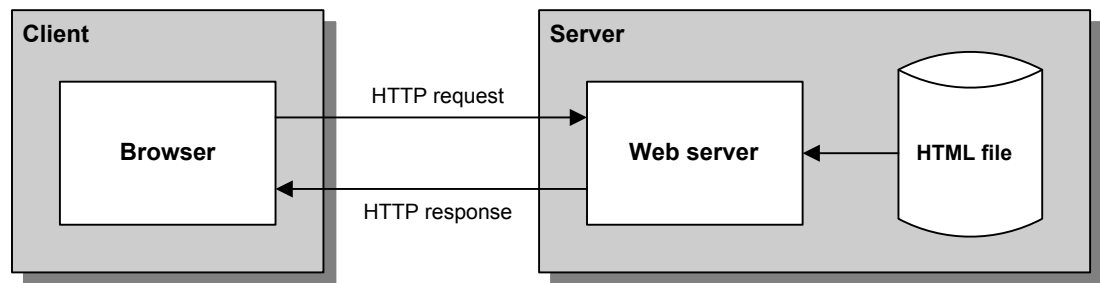 Client
Server
HTTP request
Browser
Web server
HTML file
HTTP response